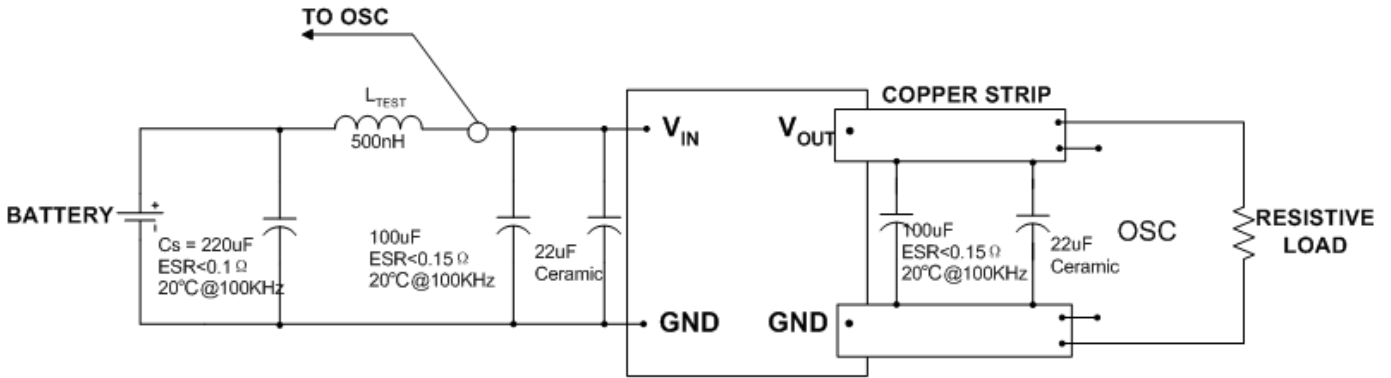 TO OSC
L_TEST
500nH
COPPER STRIP
V_IN
V_OUT
BATTERY
+
-
Cs = 220uF
ESR<0.1Ω
20℃@100KHz
100uF
ESR<0.15Ω
20℃@100KHz
22uF
Ceramic
100uF
ESR<0.15Ω
20℃@100KHz
22uF
Ceramic
OSC
RESISTIVE
LOAD
GND
GND